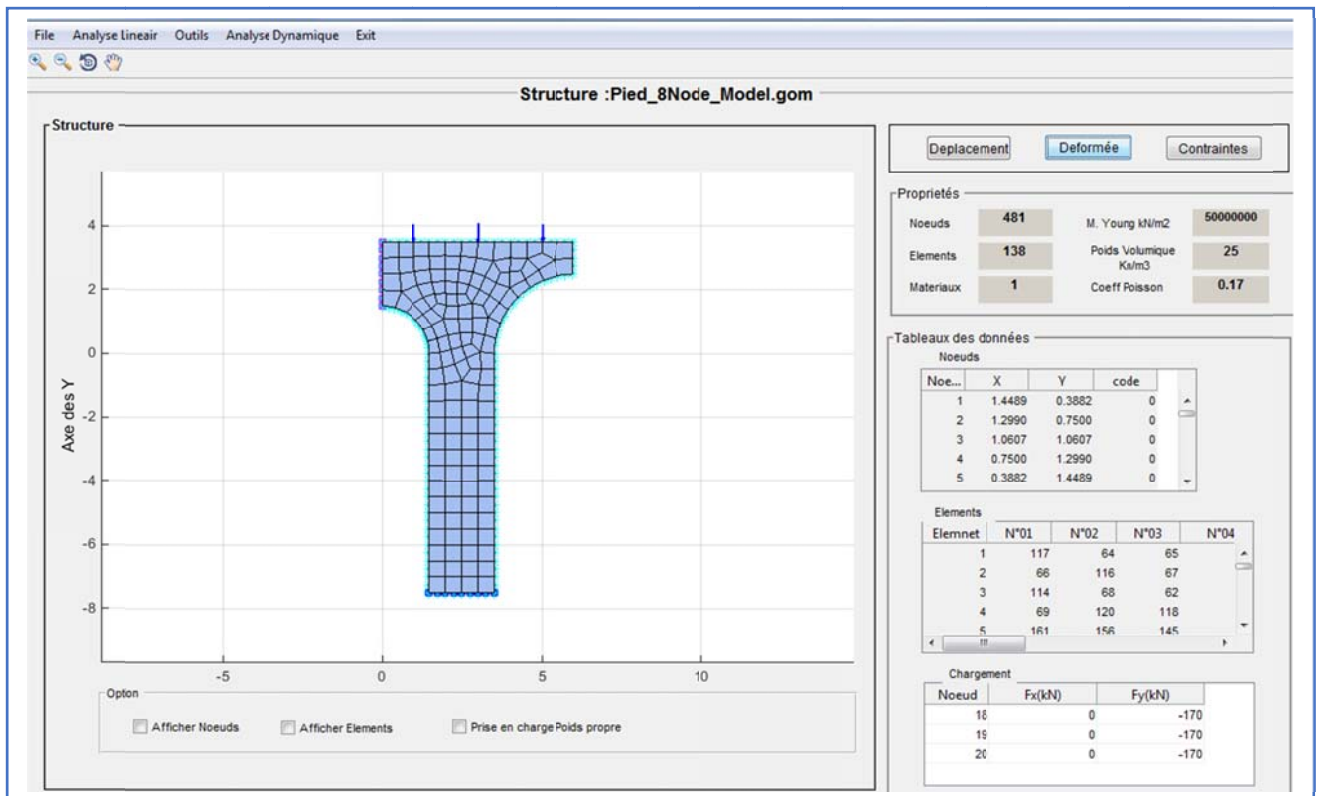 File Analyse Lineair Outils Analyse Dynamique Exit
Structure :Pied_8Node_Model.gom
Structure
4
2
0
-2
-4
-6
-8
Axe des Y
-5 0 5 10
Opton
Afficher Noeuds Afficher Elements Prise en charge Poids propre
Deplacement Deformée Contraintes
Proprietés
Noeuds 481 M. Young kN/m2 50000000
Elements 138 Poids Volumique 25
Kn/m3
Materiaux 1 Coeff Poisson 0.17
Tableaux des données
Noeuds
Noe... X Y code
1 1.4489 0.3882 0
2 1.2990 0.7500 0
3 1.0607 1.0607 0
4 0.7500 1.2990 0
5 0.3882 1.4489 0
Elements
Elemnet N°01 N°02 N°03 N°04
1 117 64 65
2 66 116 67
3 114 68 62
4 69 120 118
5 161 156 145
Chargement
Noeud Fx(kN) Fy(kN)
18 0 -170
19 0 -170
20 0 -170